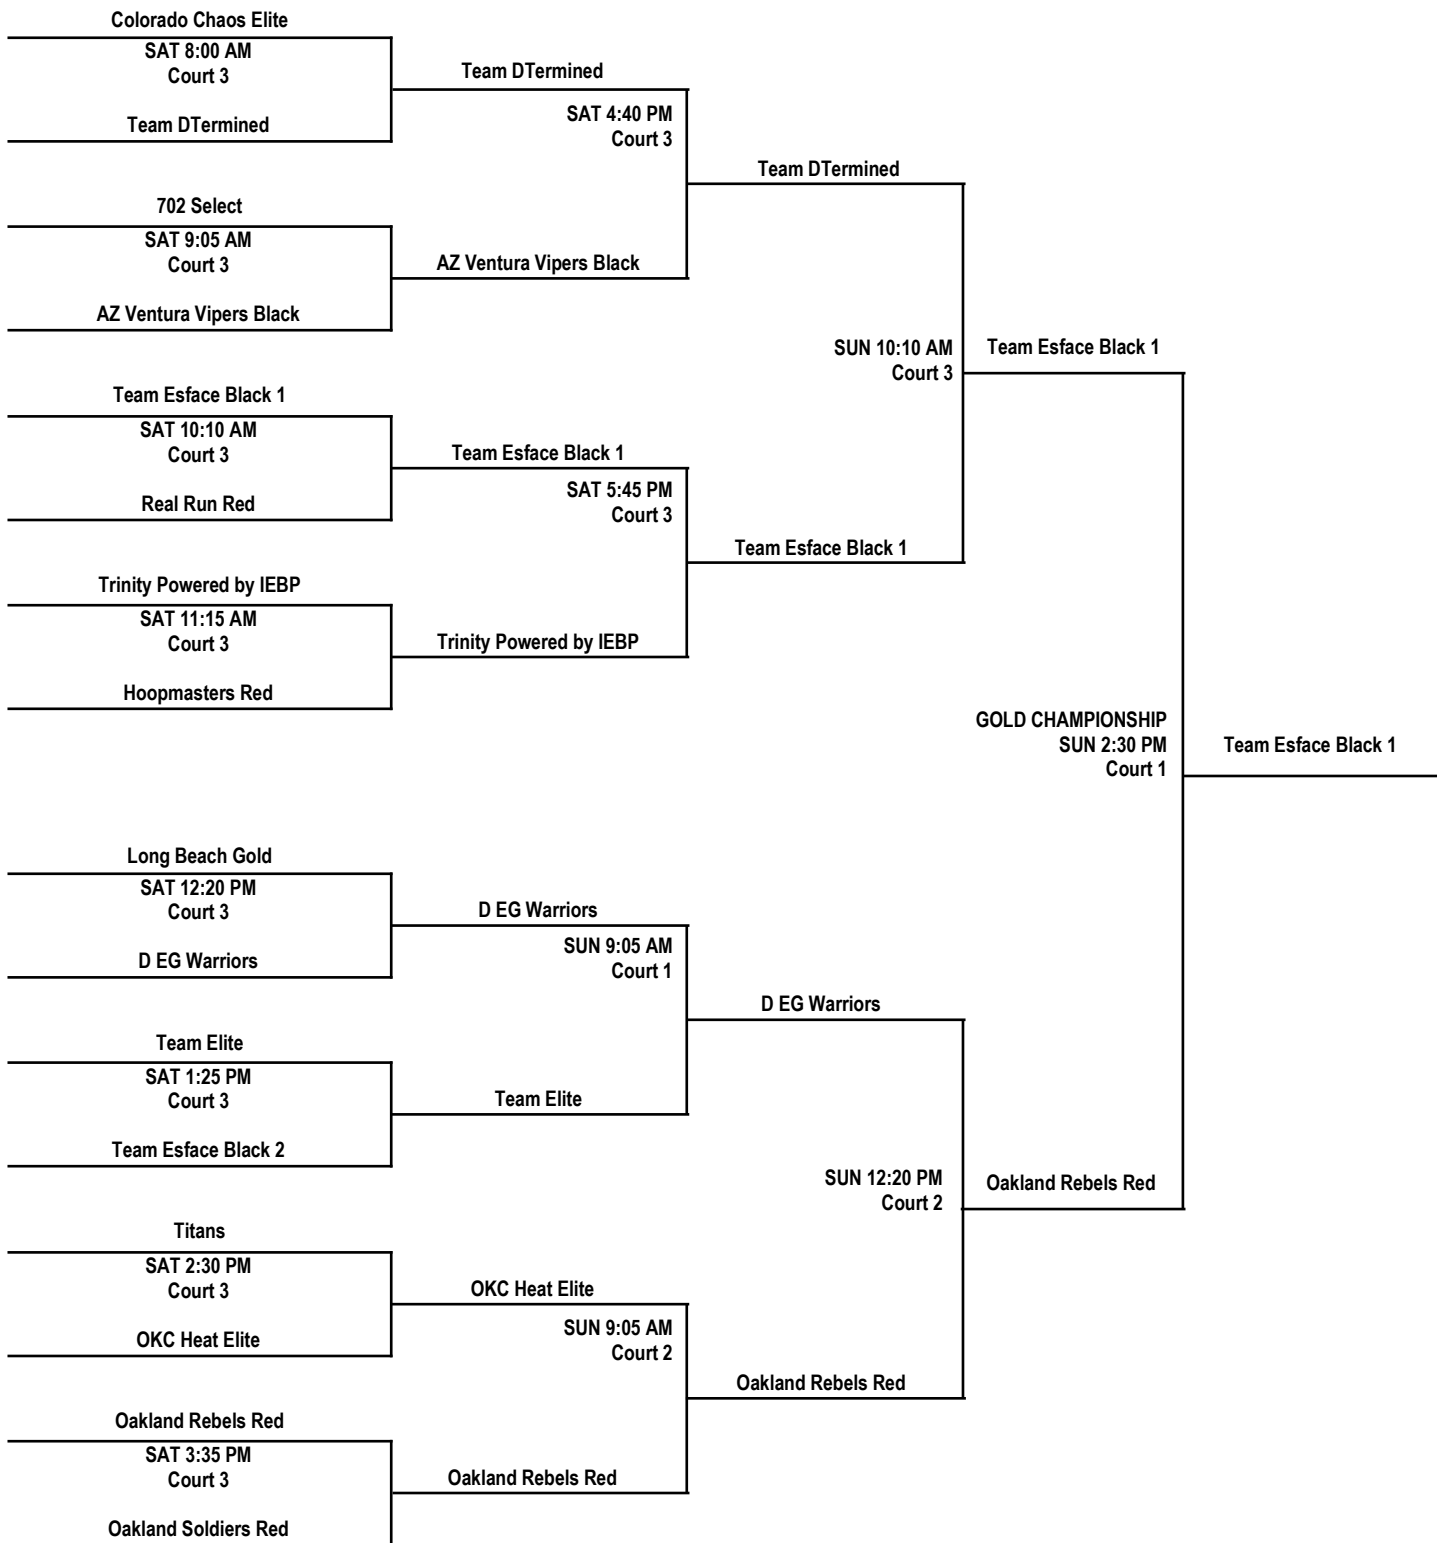 Colorado Chaos Elite
SAT 8:00 AM
Court 3
Team DTermined
Team DTermined
SAT 4:40 PM
Court 3
Team DTermined
702 Select
SAT 9:05 AM
Court 3
AZ Ventura Vipers Black
AZ Ventura Vipers Black
SUN 10:10 AM
Court 3
Team Esface Black 1
Team Esface Black 1
SAT 10:10 AM
Court 3
Team Esface Black 1
Real Run Red
SAT 5:45 PM
Court 3
Team Esface Black 1
Trinity Powered by IEBP
SAT 11:15 AM
Court 3
Trinity Powered by IEBP
Hoopmasters Red
GOLD CHAMPIONSHIP
SUN 2:30 PM
Court 1
Team Esface Black 1
Long Beach Gold
SAT 12:20 PM
Court 3
D EG Warriors
D EG Warriors
SUN 9:05 AM
Court 1
D EG Warriors
Team Elite
SAT 1:25 PM
Court 3
Team Elite
Team Esface Black 2
SUN 12:20 PM
Court 2
Oakland Rebels Red
Titans
SAT 2:30 PM
Court 3
OKC Heat Elite
OKC Heat Elite
SUN 9:05 AM
Court 2
Oakland Rebels Red
Oakland Rebels Red
SAT 3:35 PM
Court 3
Oakland Rebels Red
Oakland Soldiers Red